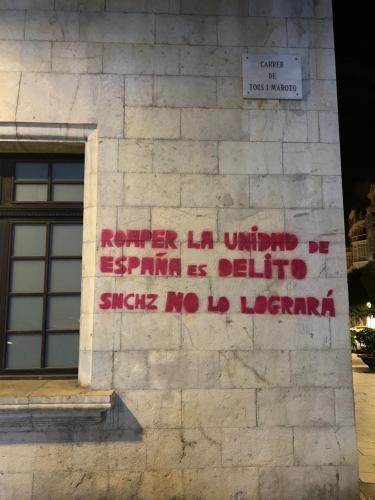 CARRER
DE
TOUS I MAROTO
ROMPER LA UNIDAD DE
ESPAÑA ES DELITO
SNCHZ NO LO LOGRARÁ